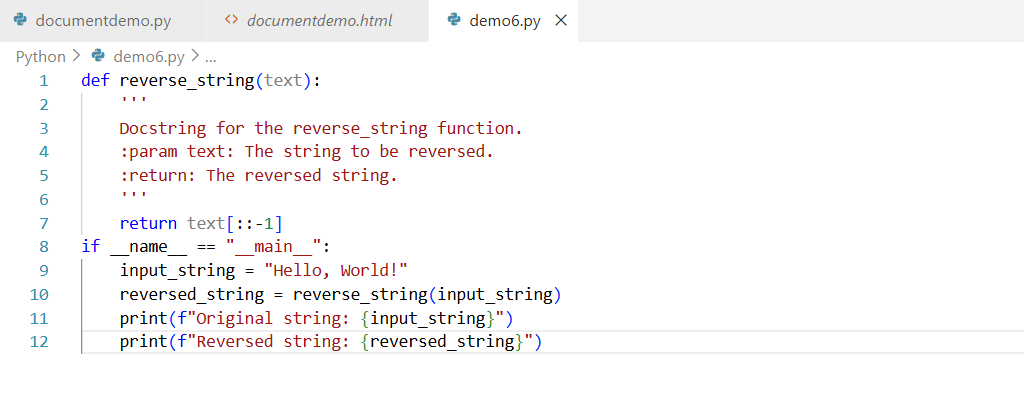 documentdemo.py documentdemo.html demo6.py
Python > demo6.py > ...
1 def reverse_string(text):
2     '''
3     Docstring for the reverse_string function.
4     :param text: The string to be reversed.
5     :return: The reversed string.
6     '''
7     return text[::-1]
8 if __name__ == "__main__":
9     input_string = "Hello, World!"
10     reversed_string = reverse_string(input_string)
11     print(f"Original string: {input_string}")
12     print(f"Reversed string: {reversed_string}")